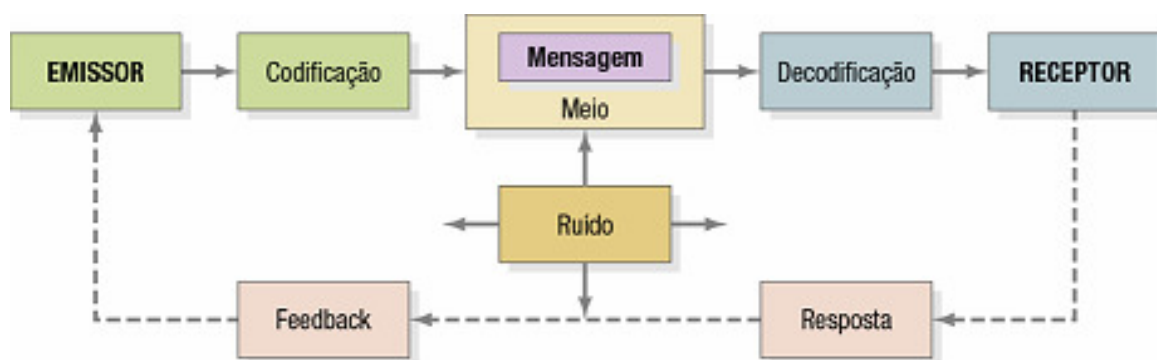 EMISSOR
Codificação
Mensagem
Meio
Decodificação
RECEPTOR
Ruído
Feedback
Resposta